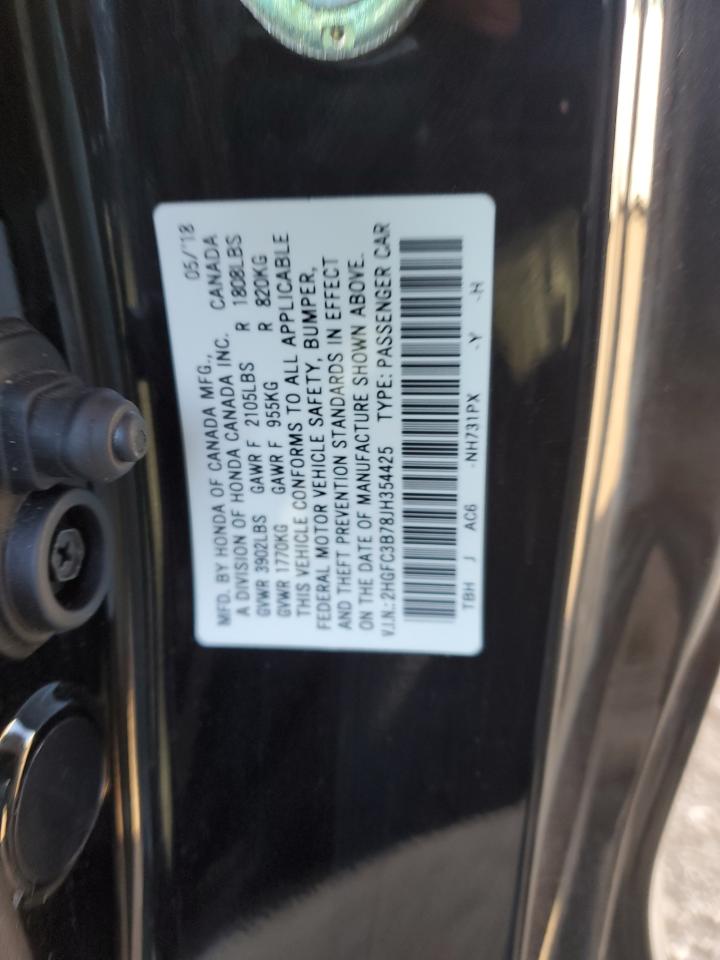 MFD. BY HONDA OF CANADA MFG., 05/'18
A DIVISION OF HONDA CANADA INC. CANADA
GVWR 3902LBS GAWR F 2105LBS R 1808LBS
GVWR 1770KG GAWR F 955KG R 820KG
THIS VEHICLE CONFORMS TO ALL APPLICABLE
FEDERAL MOTOR VEHICLE SAFETY, BUMPER,
AND THEFT PREVENTION STANDARDS IN EFFECT
ON THE DATE OF MANUFACTURE SHOWN ABOVE.
V.I.N.: 2HGFC3B78JH354425 TYPE: PASSENGER CAR
TBH J AC6 -NH731PX -Y -H